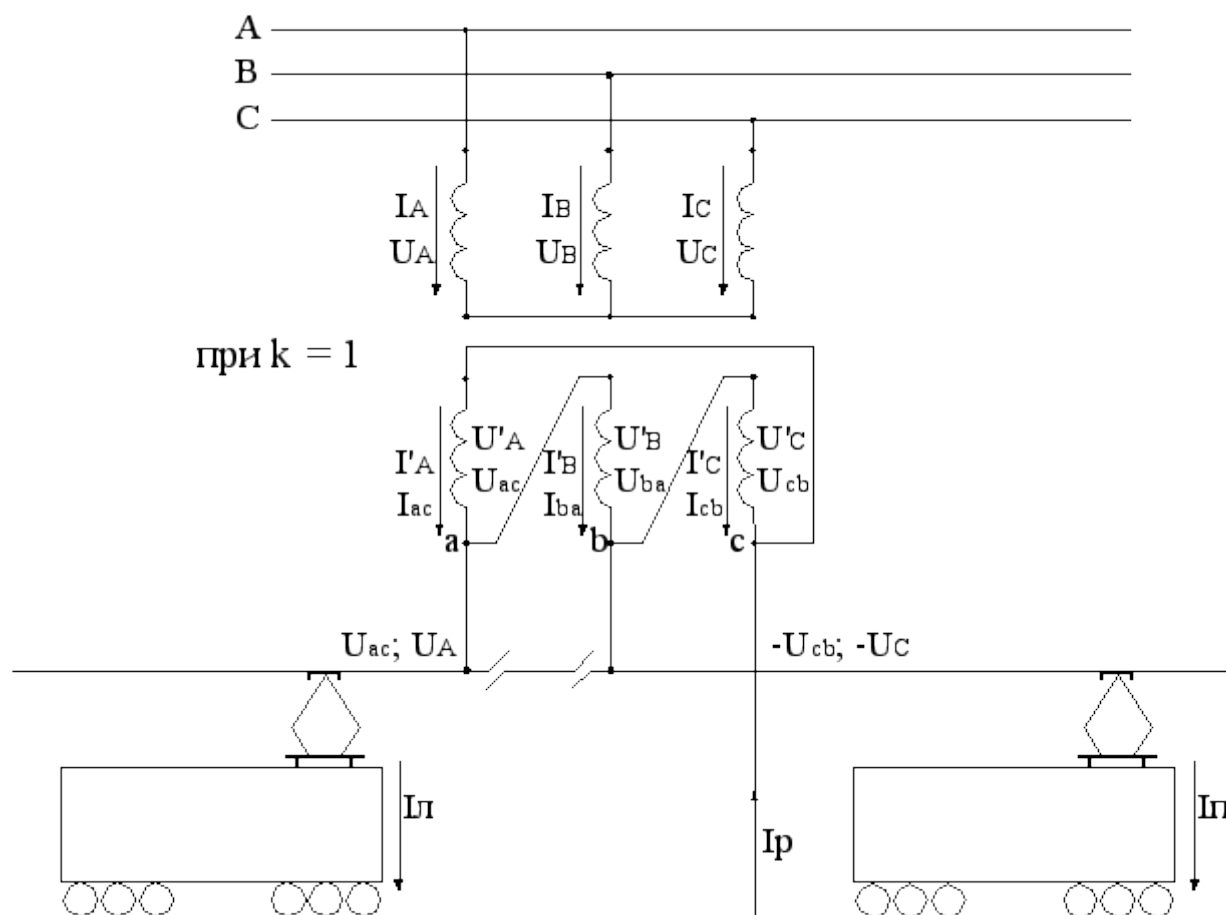 A
B
C
IA IB IC
UA UB UC
при k = 1
U'A U'B U'C
I'A I'B I'C
Uac Uba Ucb
Iac Iba Icb
a b c
Uac; UA -Ucb; -UC
Iл Iп
Ip